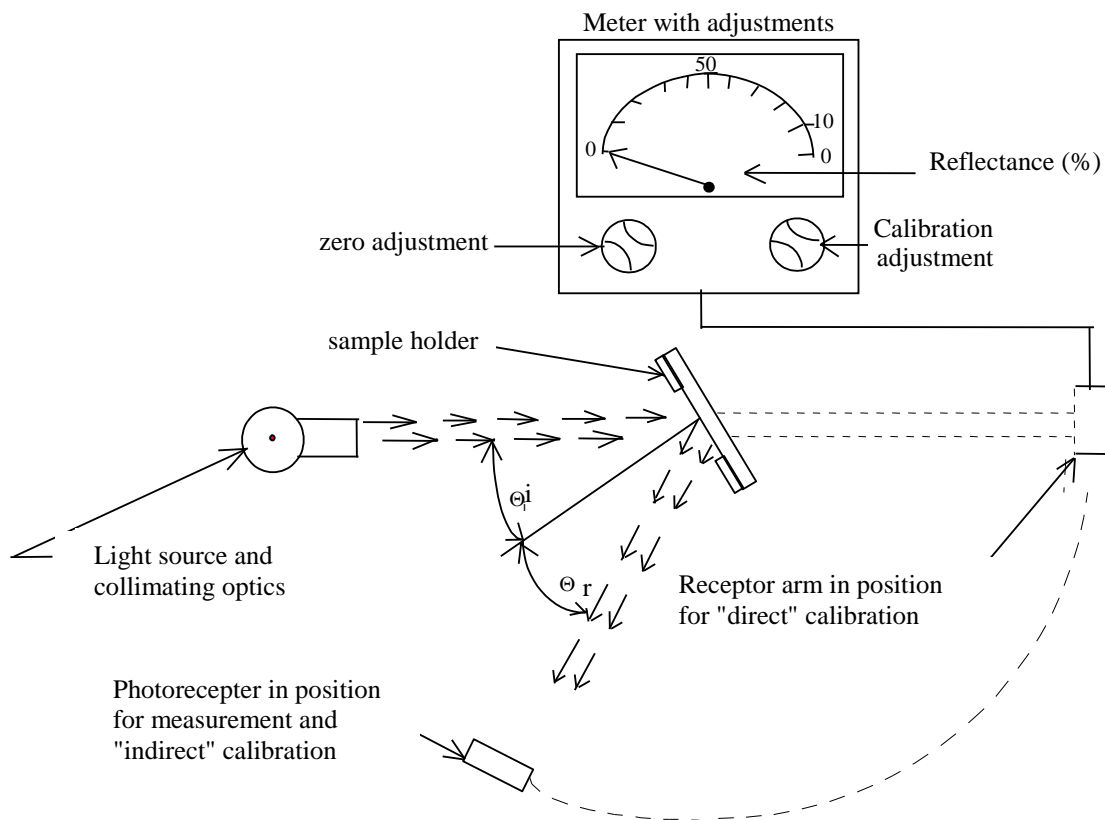 Meter with adjustments
50
10
0
0
Reflectance (%)
zero adjustment
Calibration
adjustment
sample holder
Θi
Light source and
collimating optics
Θ r
Receptor arm in position
for "direct" calibration
Photorecepter in position
for measurement and
"indirect" calibration